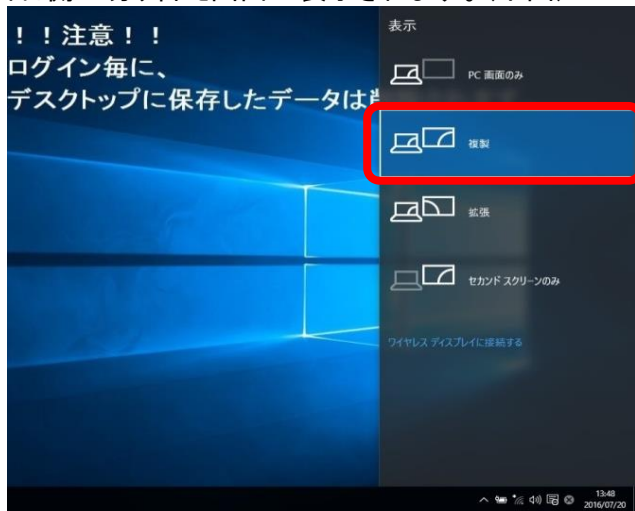 ！！注意！！
ログイン毎に、
デスクトップに保存したデータは
表示
PC 画面のみ
複製
拡張
セカンド スクリーンのみ
ワイヤレス ディスプレイに接続する
13:48
2016/07/20